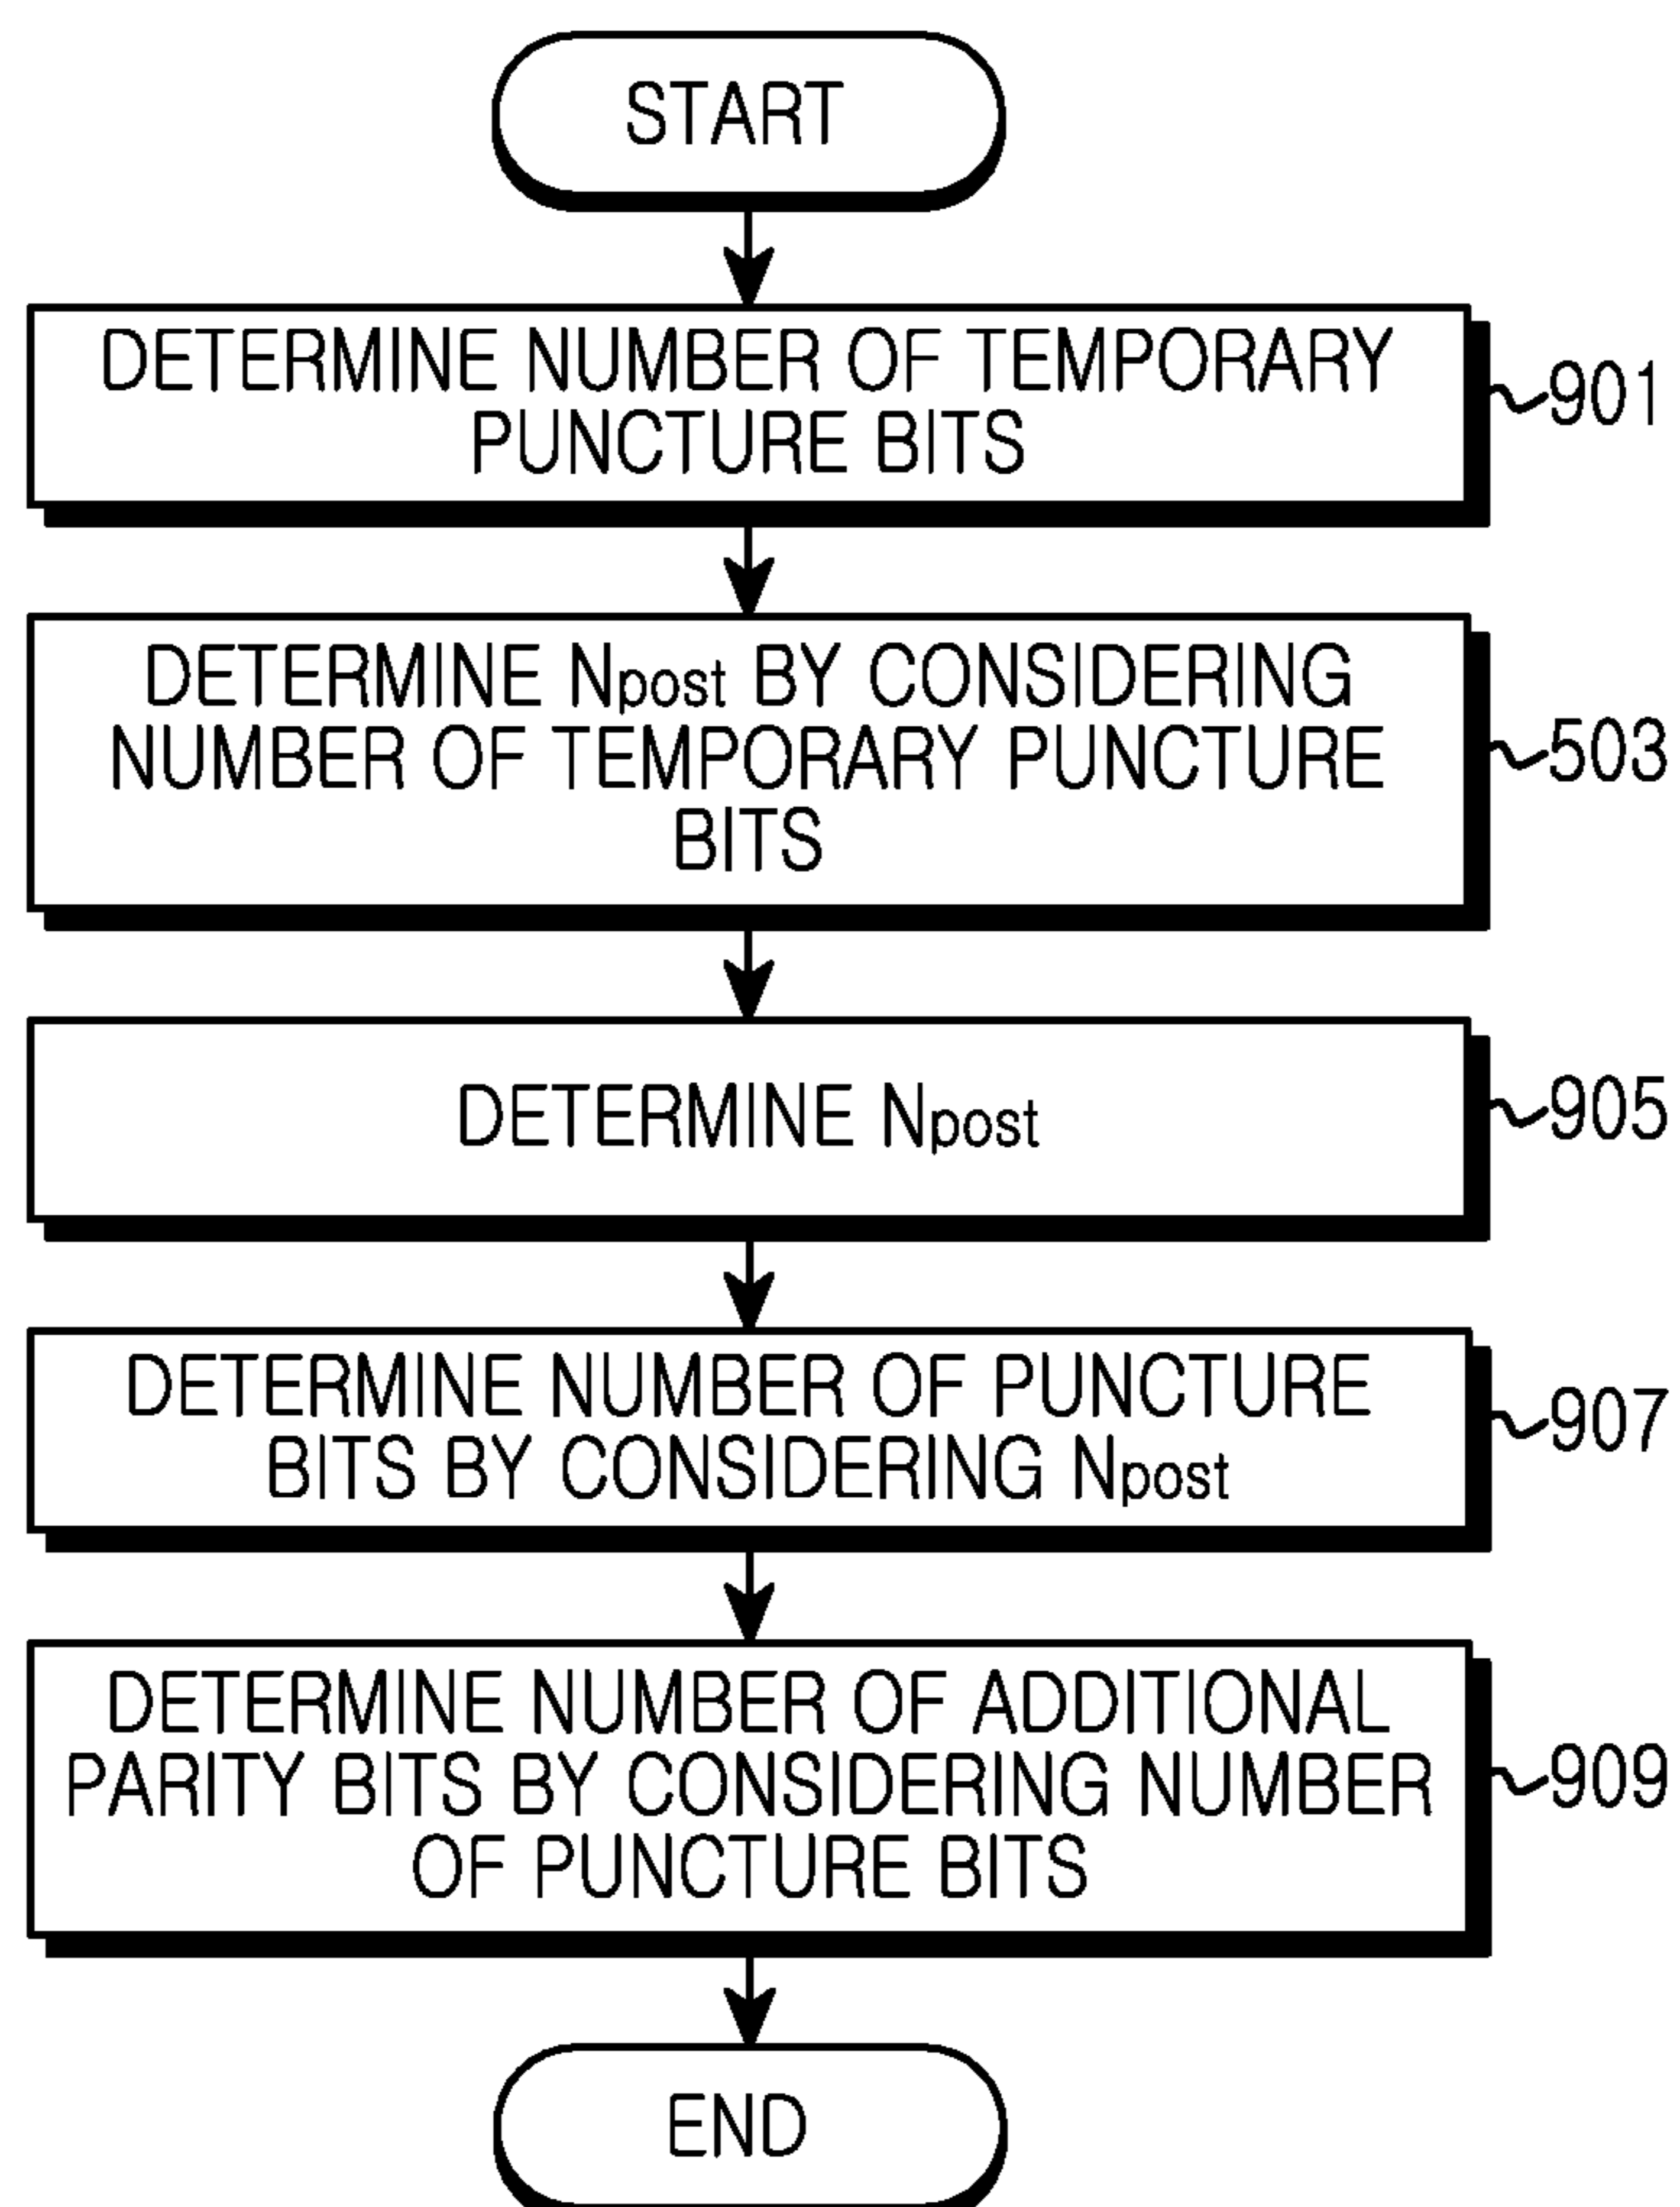 START
DETERMINE NUMBER OF TEMPORARY
PUNCTURE BITS
901
DETERMINE Npost BY CONSIDERING
NUMBER OF TEMPORARY PUNCTURE
BITS
503
DETERMINE Npost
905
DETERMINE NUMBER OF PUNCTURE
BITS BY CONSIDERING Npost
907
DETERMINE NUMBER OF ADDITIONAL
PARITY BITS BY CONSIDERING NUMBER
OF PUNCTURE BITS
909
END